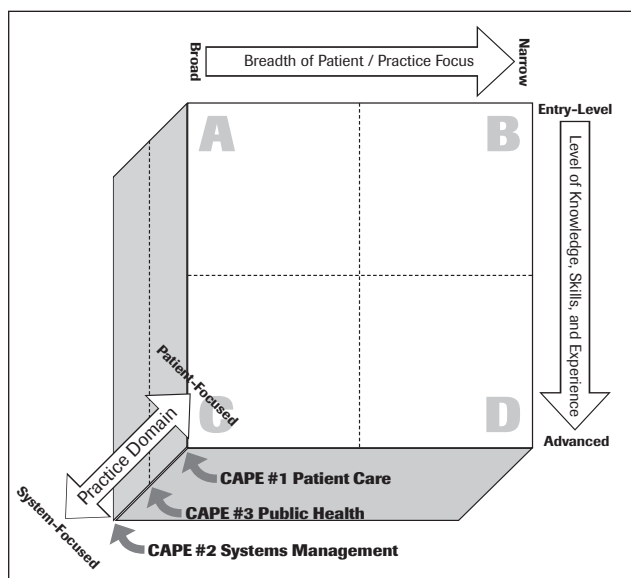 Broad
Breadth of Patient / Practice Focus
Narrow
A
B
Entry-Level
Level of Knowledge, Skills, and Experience
Patient-Focused
C
D
Practice Domain
Advanced
CAPE #1 Patient Care
System-Focused
CAPE #3 Public Health
CAPE #2 Systems Management